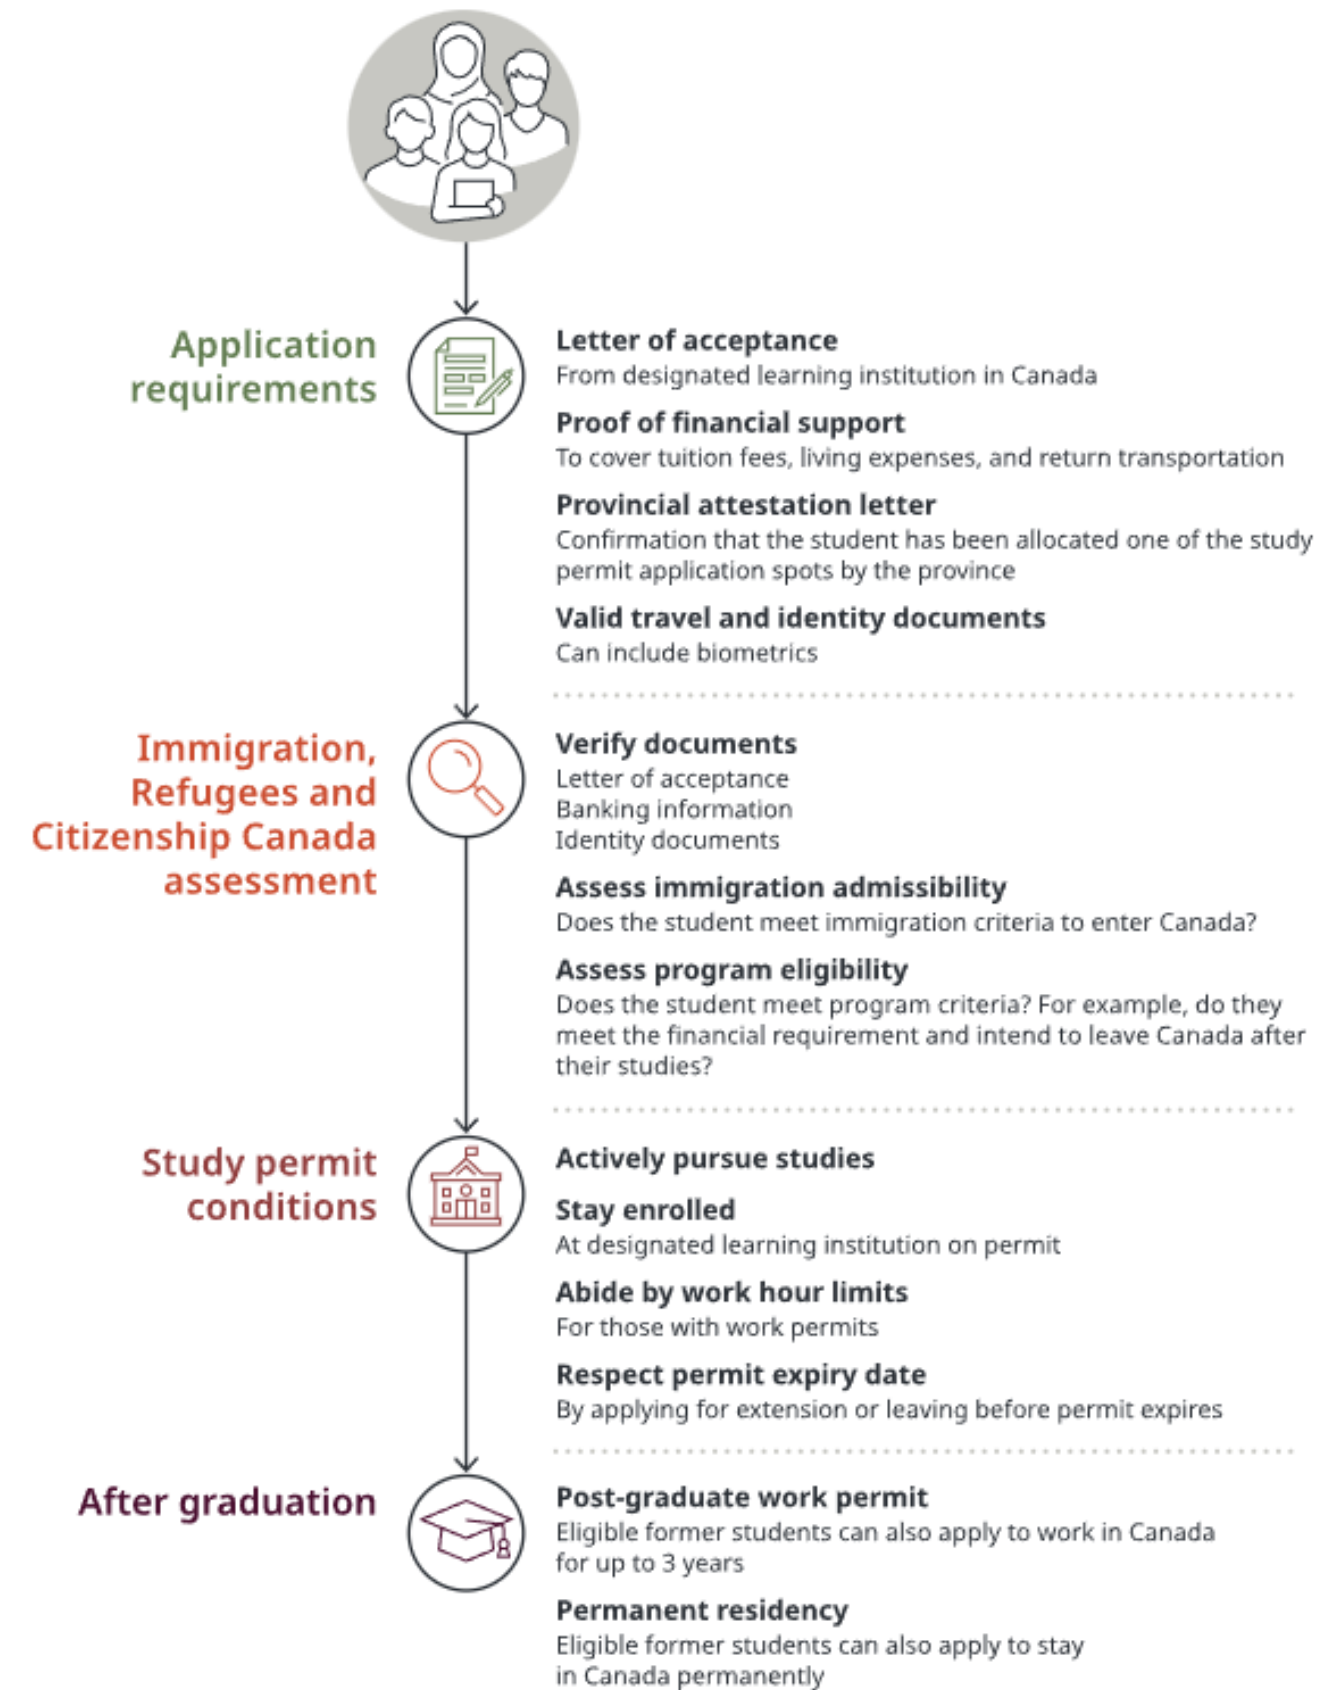 Application
requirements
Letter of acceptance
From designated learning institution in Canada
Proof of financial support
To cover tuition fees, living expenses, and return transportation
Provincial attestation letter
Confirmation that the student has been allocated one of the study
permit application spots by the province
Valid travel and identity documents
Can include biometrics
Immigration,
Refugees and
Citizenship Canada
assessment
Verify documents
Letter of acceptance
Banking information
Identity documents
Assess immigration admissibility
Does the student meet immigration criteria to enter Canada?
Assess program eligibility
Does the student meet program criteria? For example, do they
meet the financial requirement and intend to leave Canada after
their studies?
Study permit
conditions
Actively pursue studies
Stay enrolled
At designated learning institution on permit
Abide by work hour limits
For those with work permits
Respect permit expiry date
By applying for extension or leaving before permit expires
After graduation
Post-graduate work permit
Eligible former students can also apply to work in Canada
for up to 3 years
Permanent residency
Eligible former students can also apply to stay
in Canada permanently